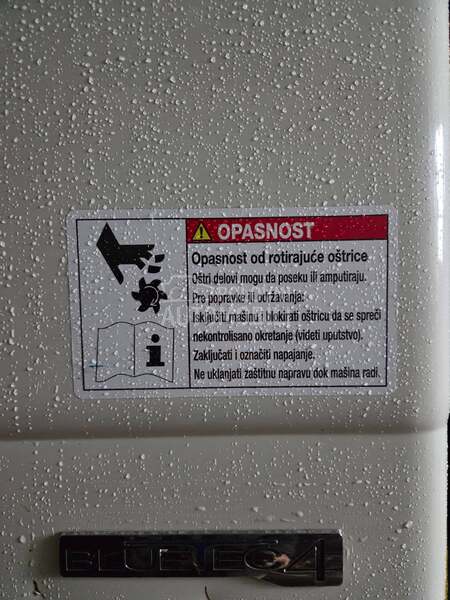 OPASNOST
Opasnost od rotirajuće oštrice
Oštri delovi mogu da poseku ili amputiraju.
Pre popravke ili održavanja:
Isključiti mašinu i blokirati oštricu da se spreči
nekontrolisano okretanje (videti uputstvo).
Zaključati i označiti napajanje.
Ne uklanjati zaštitnu napravu dok mašina radi.